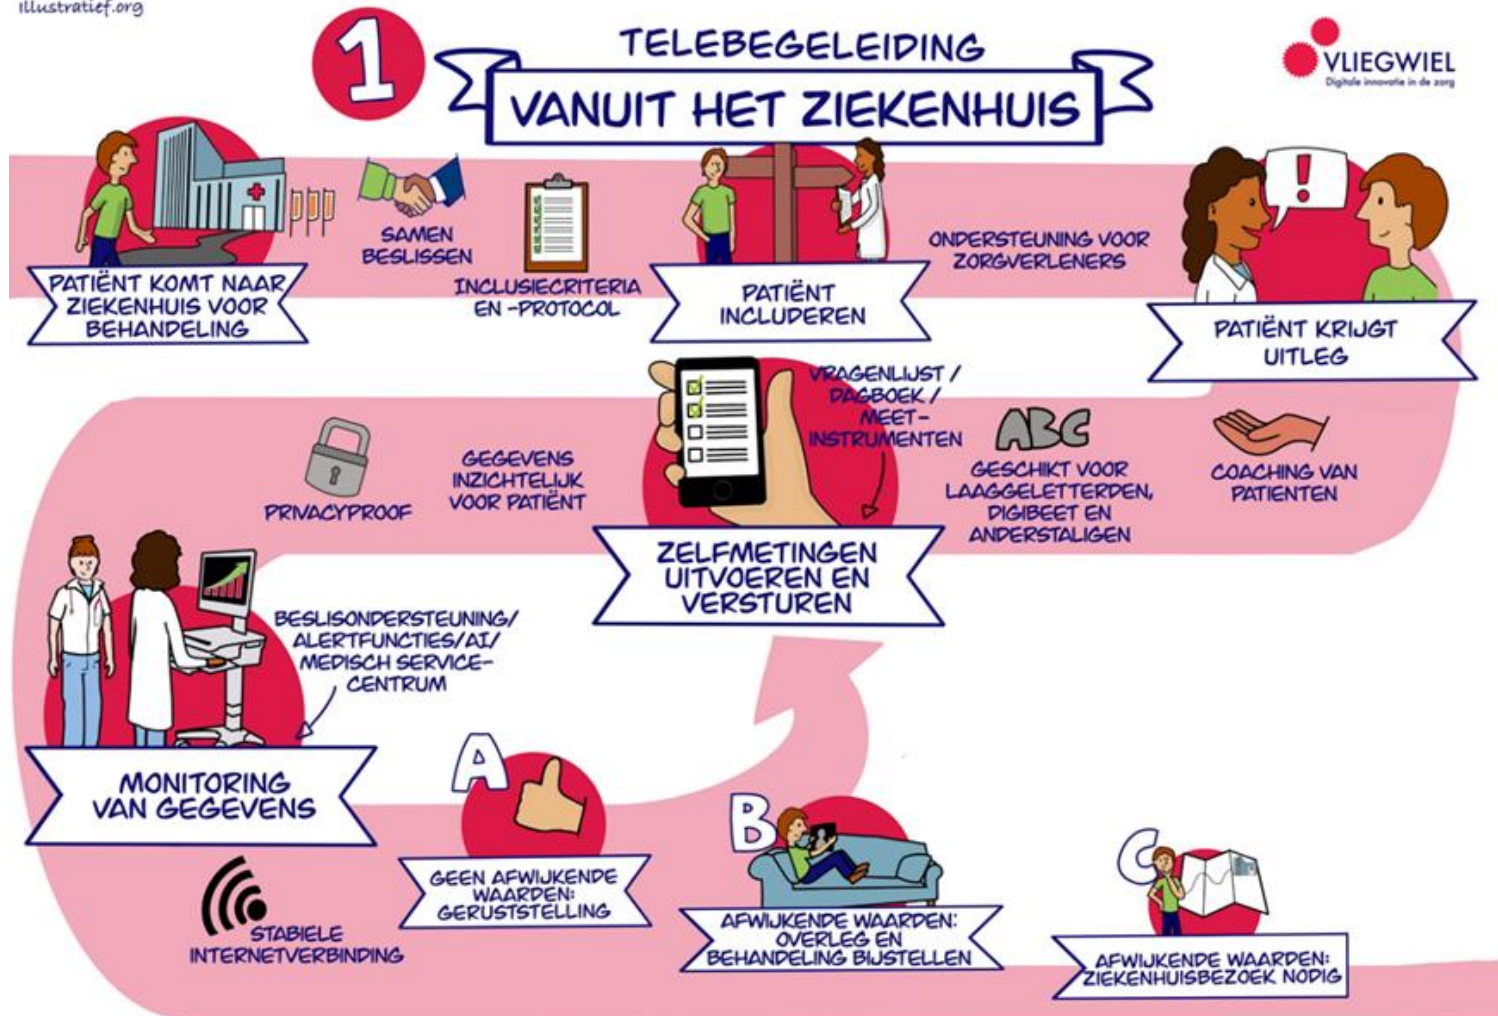 illustratief.org
1
TELEBEGELEIDING
VANUIT HET ZIEKENHUIS
VLIEGWIEL
Digitale innovatie in de zorg
PATIËNT KOMT NAAR
ZIEKENHUIS VOOR
BEHANDELING
SAMEN
BESLISSEN
INCLUSIECRITERIA
EN -PROTOCOL
PATIËNT
INCLUDEREN
ONDERSTEUNING VOOR
ZORGVERLENERS
!
PATIËNT KRIJGT
UITLEG
COACHING VAN
PATIENTEN
ABC
GESCHIKT VOOR
LAAGGELETTERDEN,
DIGIBEET EN
ANDERSTALIGEN
VRAGENLIJST /
DAGBOEK /
MEET-
INSTRUMENTEN
ZELFMETINGEN
UITVOEREN EN
VERSTUREN
GEGEVENS
INZICHTELIJK
VOOR PATIËNT
PRIVACYPROOF
BESLISONDERSTEUNING/
ALERTFUNCTIES/AI/
MEDISCH SERVICE-
CENTRUM
MONITORING
VAN GEGEVENS
STABIELE
INTERNETVERBINDING
A
GEEN AFWIJKENDE
WAARDEN:
GERUSTSTELLING
B
AFWIJKENDE WAARDEN:
OVERLEG EN
BEHANDELING BIJSTELLEN
C
AFWIJKENDE WAARDEN:
ZIEKENHUISBEZOEK NODIG